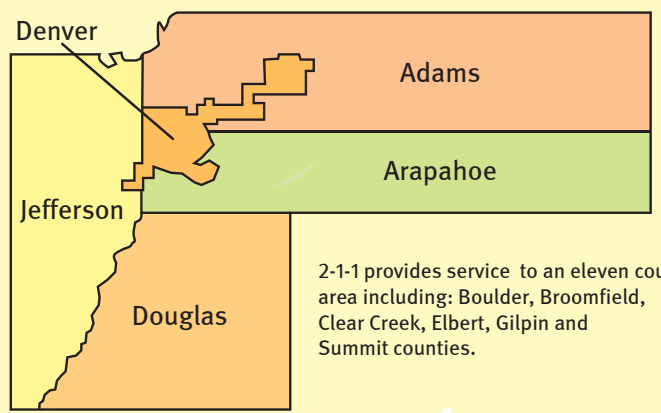 Denver
Adams
Arapahoe
Jefferson
Douglas
2-1-1 provides service to an eleven
area including: Boulder, Broomfield,
Clear Creek, Elbert, Gilpin and
Summit counties.